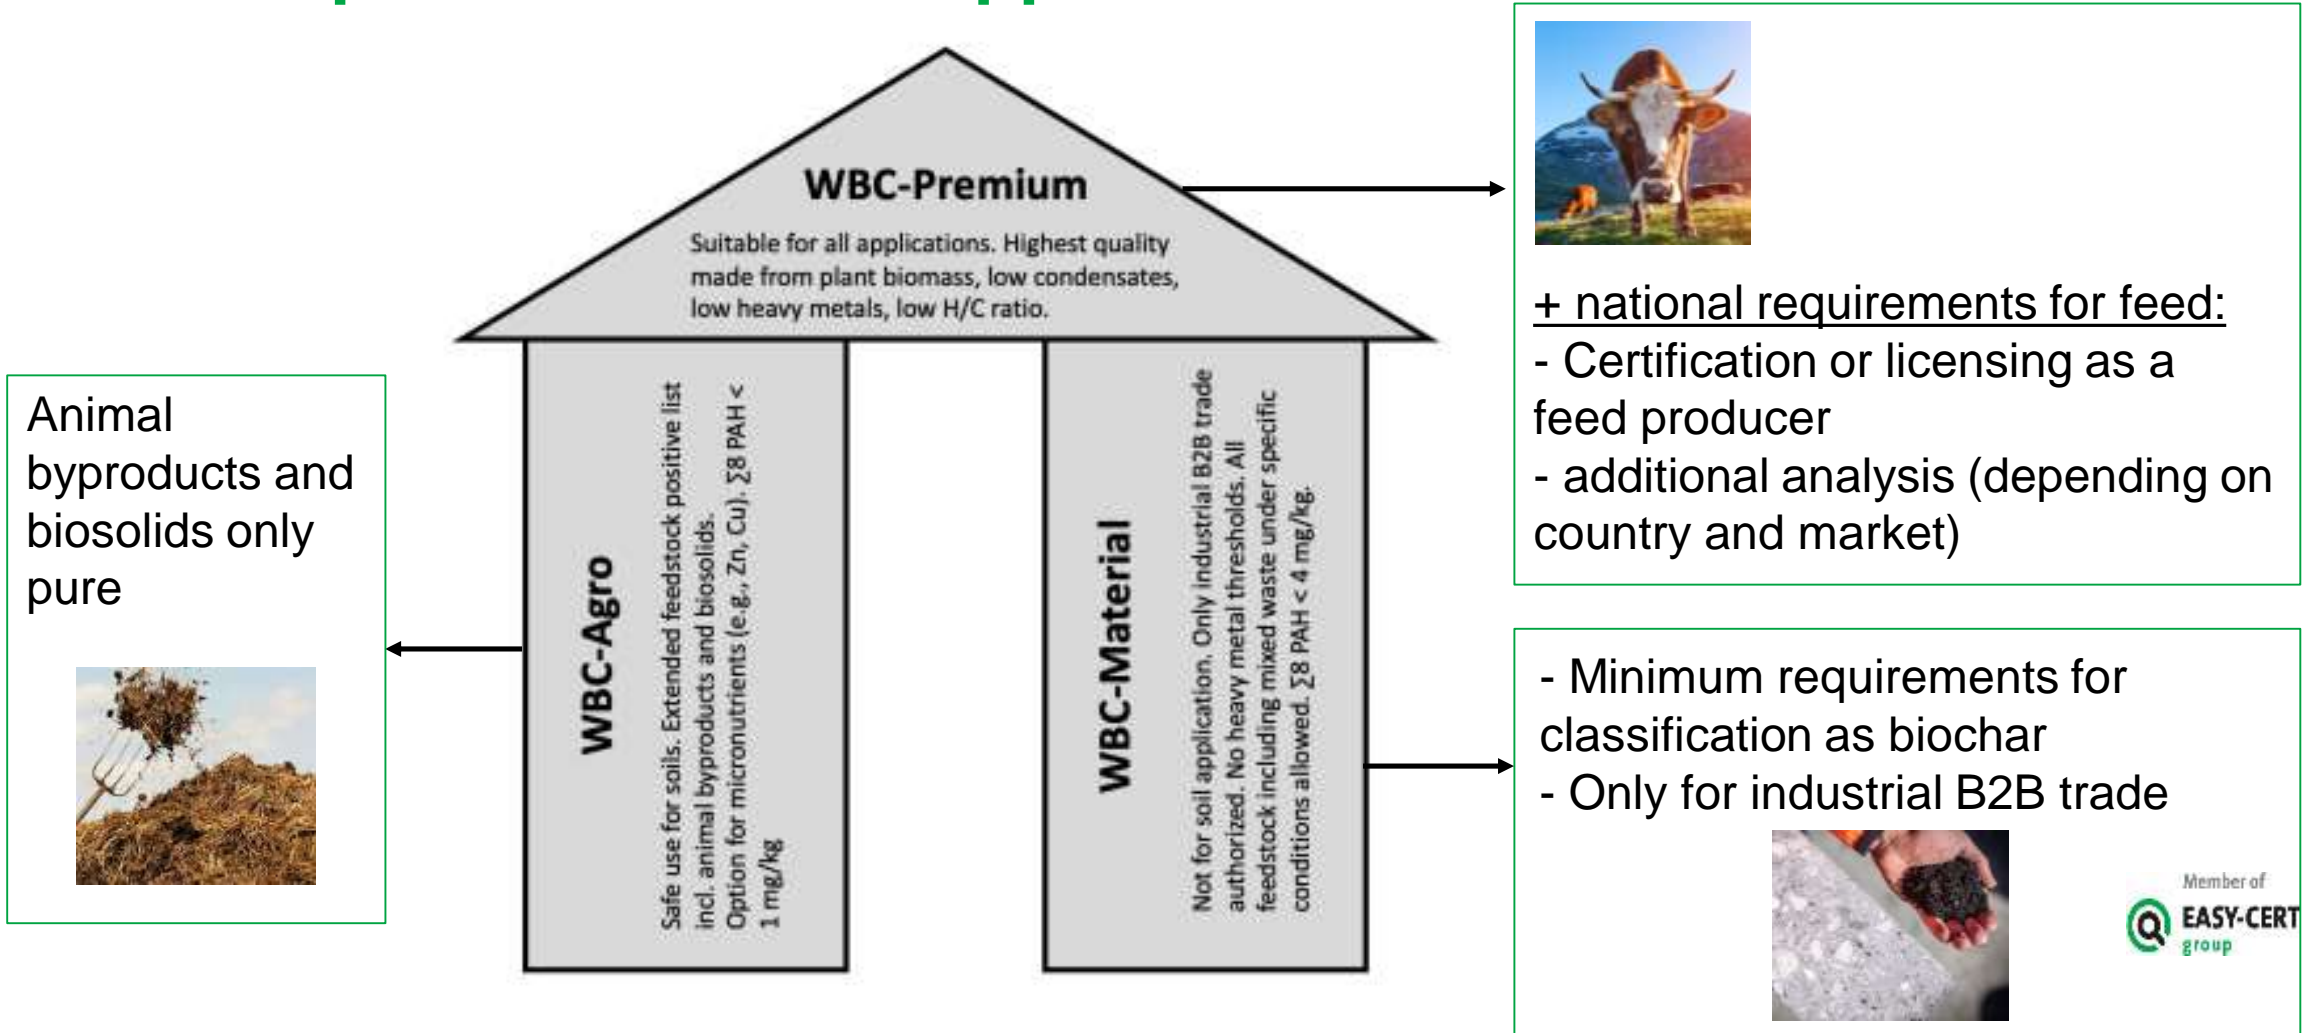 WBC-Premium
Suitable for all applications. Highest quality
made from plant biomass, low condensates,
low heavy metals, low H/C ratio.
+ national requirements for feed:
- Certification or licensing as a
feed producer
- additional analysis (depending on
country and market)
Animal
byproducts and
biosolids only
pure
WBC-Agro
Safe use for soils. Extended feedstock positive list
incl. animal byproducts and biosolids.
Option for micronutrients (e.g., Zn, Cu). ∑8 PAH <
1 mg/kg
WBC-Material
Not for soil application. Only industrial B2B trade
authorized. No heavy metal thresholds. All
feedstock including mixed waste under specific
conditions allowed. ∑8 PAH < 4 mg/kg.
- Minimum requirements for
classification as biochar
- Only for industrial B2B trade
Member of
EASY-CERT
group